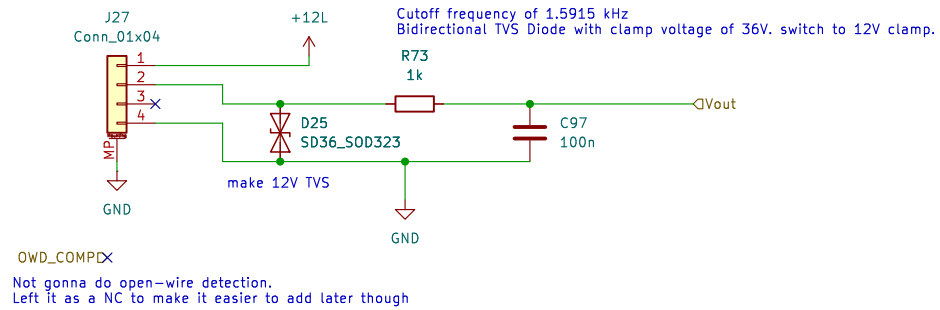 Cutoff frequency of 1.5915 kHz
Bidirectional TVS Diode with clamp voltage of 36V. switch to 12V clamp.
J27
Conn_01x04
+12L
1
2
3
4
MP
GND
R73
1k
D25
SD36_SOD323
make 12V TVS
C97
100n
Vout
GND
OWD_COMP
Not gonna do open-wire detection.
Left it as a NC to make it easier to add later though